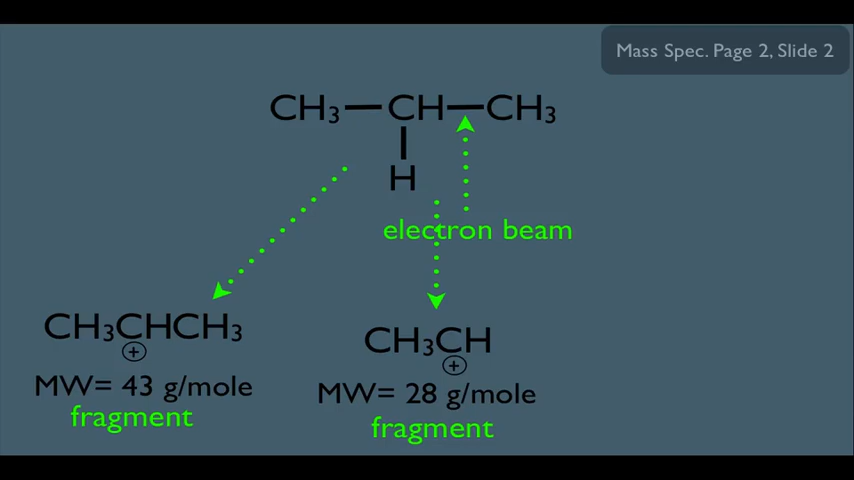 Mass Spec. Page 2, Slide 2
CH₃—CH—CH₃
H
electron beam
CH₃CHCH₃
+
MW= 43 g/mole
fragment
CH₃CH
+
MW= 28 g/mole
fragment